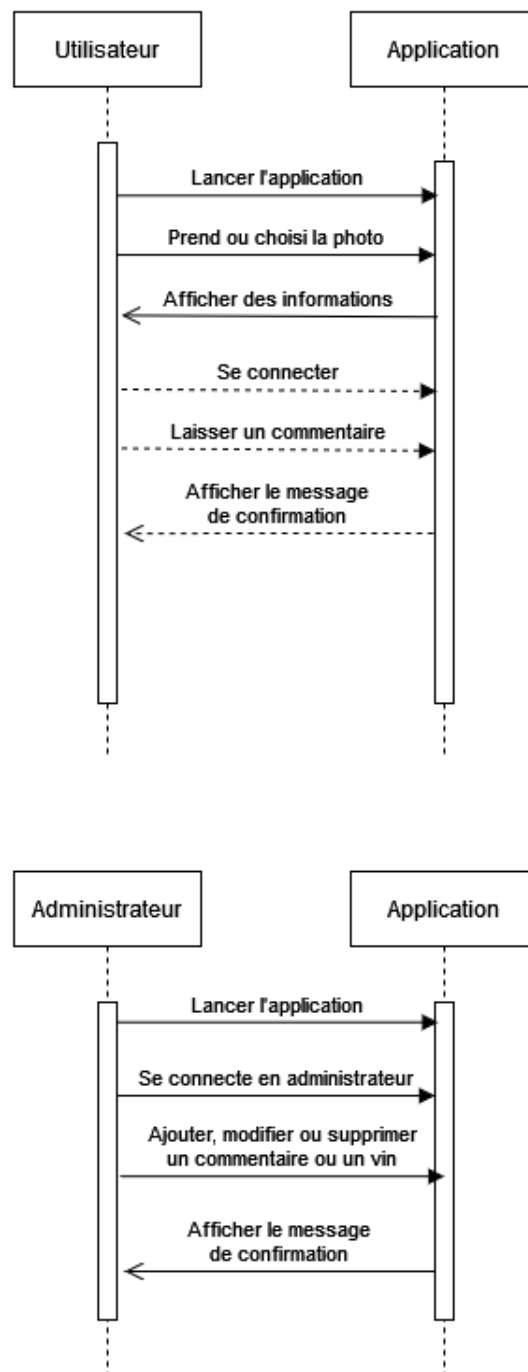 Utilisateur
Application
Lancer l'application
Prend ou choisi la photo
Afficher des informations
Se connecter
Laisser un commentaire
Afficher le message
de confirmation
Administrateur
Application
Lancer l'application
Se connecte en administrateur
Ajouter, modifier ou supprimer
un commentaire ou un vin
Afficher le message
de confirmation